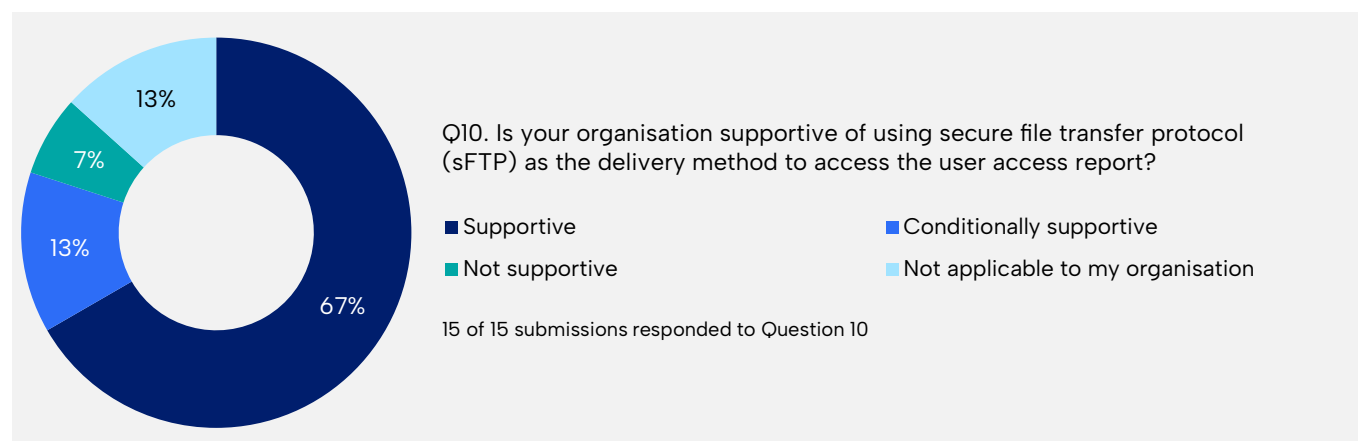 13%
7%
13%
67%
Q10. Is your organisation supportive of using secure file transfer protocol
(sFTP) as the delivery method to access the user access report?
Supportive
Conditionally supportive
Not supportive
Not applicable to my organisation
15 of 15 submissions responded to Question 10